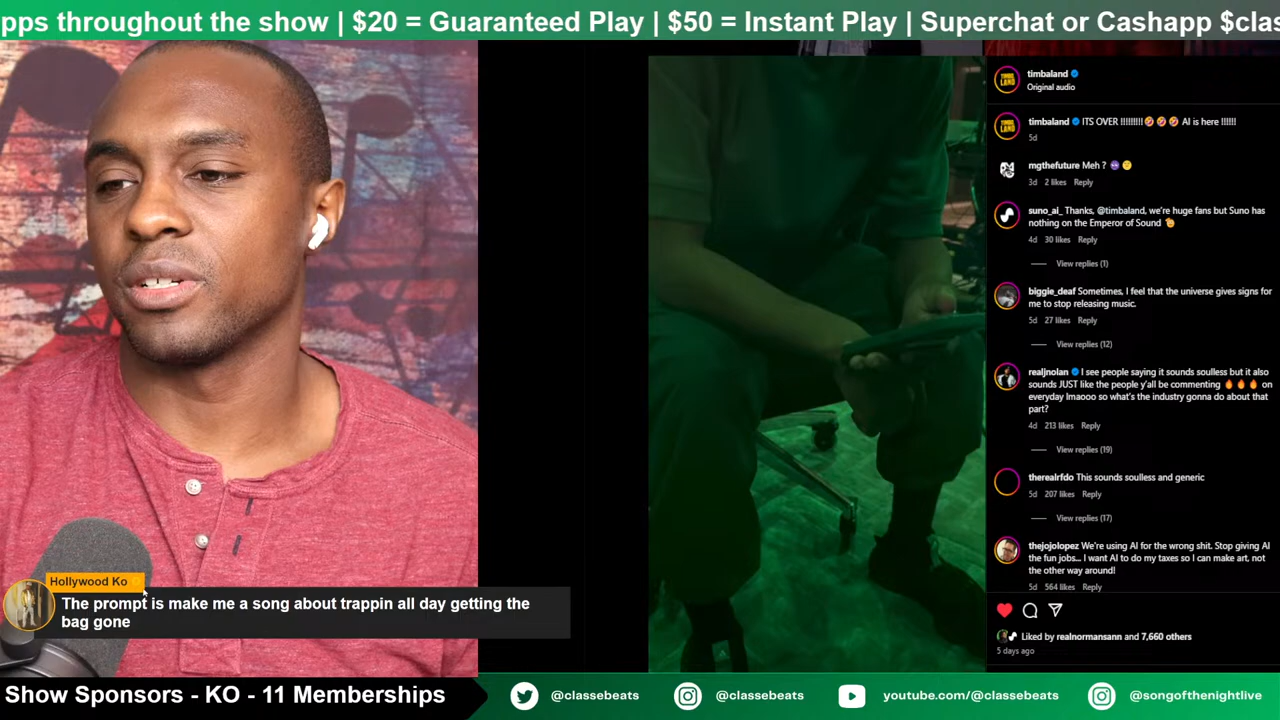 pps throughout the show | $20 = Guaranteed Play | $50 = Instant Play | Superchat or Cashapp $clas
timbaland
Original audio
timbaland ITS OVER !!!!!!!!!🤣🤣🤣 AI is here !!!!!!
5d
mgthefuture Meh ?
3d 2 likes Reply
suno_ai_ Thanks, @timbaland, we're huge fans but Suno has
nothing on the Emperor of Sound
4d 30 likes Reply
View replies (1)
biggie_deaf Sometimes, I feel that the universe gives signs for
me to stop releasing music.
5d 27 likes Reply
View replies (12)
realjnolan I see people saying it sounds soulless but it also
sounds JUST like the people y'all be commenting 🔥🔥🔥 on
everyday lmaooo so what's the industry gonna do about that
part?
4d 213 likes Reply
View replies (19)
therealrfdo This sounds soulless and generic
5d 207 likes Reply
View replies (17)
thejojolopez We're using AI for the wrong shit. Stop giving AI
the fun jobs... I want AI to do my taxes so I can make art, not
the other way around!
5d 564 likes Reply
Liked by realnormansann and 7,660 others
5 days ago
Hollywood Ko
The prompt is make me a song about trappin all day getting the
bag gone
Show Sponsors - KO - 11 Memberships
@classebeats
@classebeats
youtube.com/@classebeats
@songofthenightlive